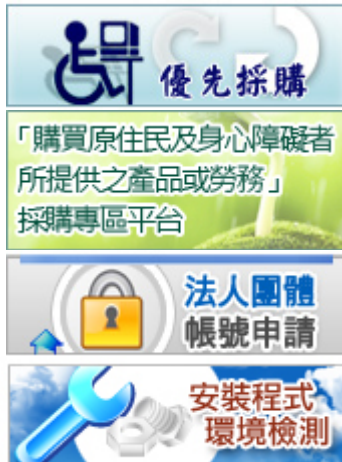 優先採購
「購買原住民及身心障礙者
所提供之產品或勞務」
採購專區平台
法人團體
帳號申請
安裝程式
環境檢測